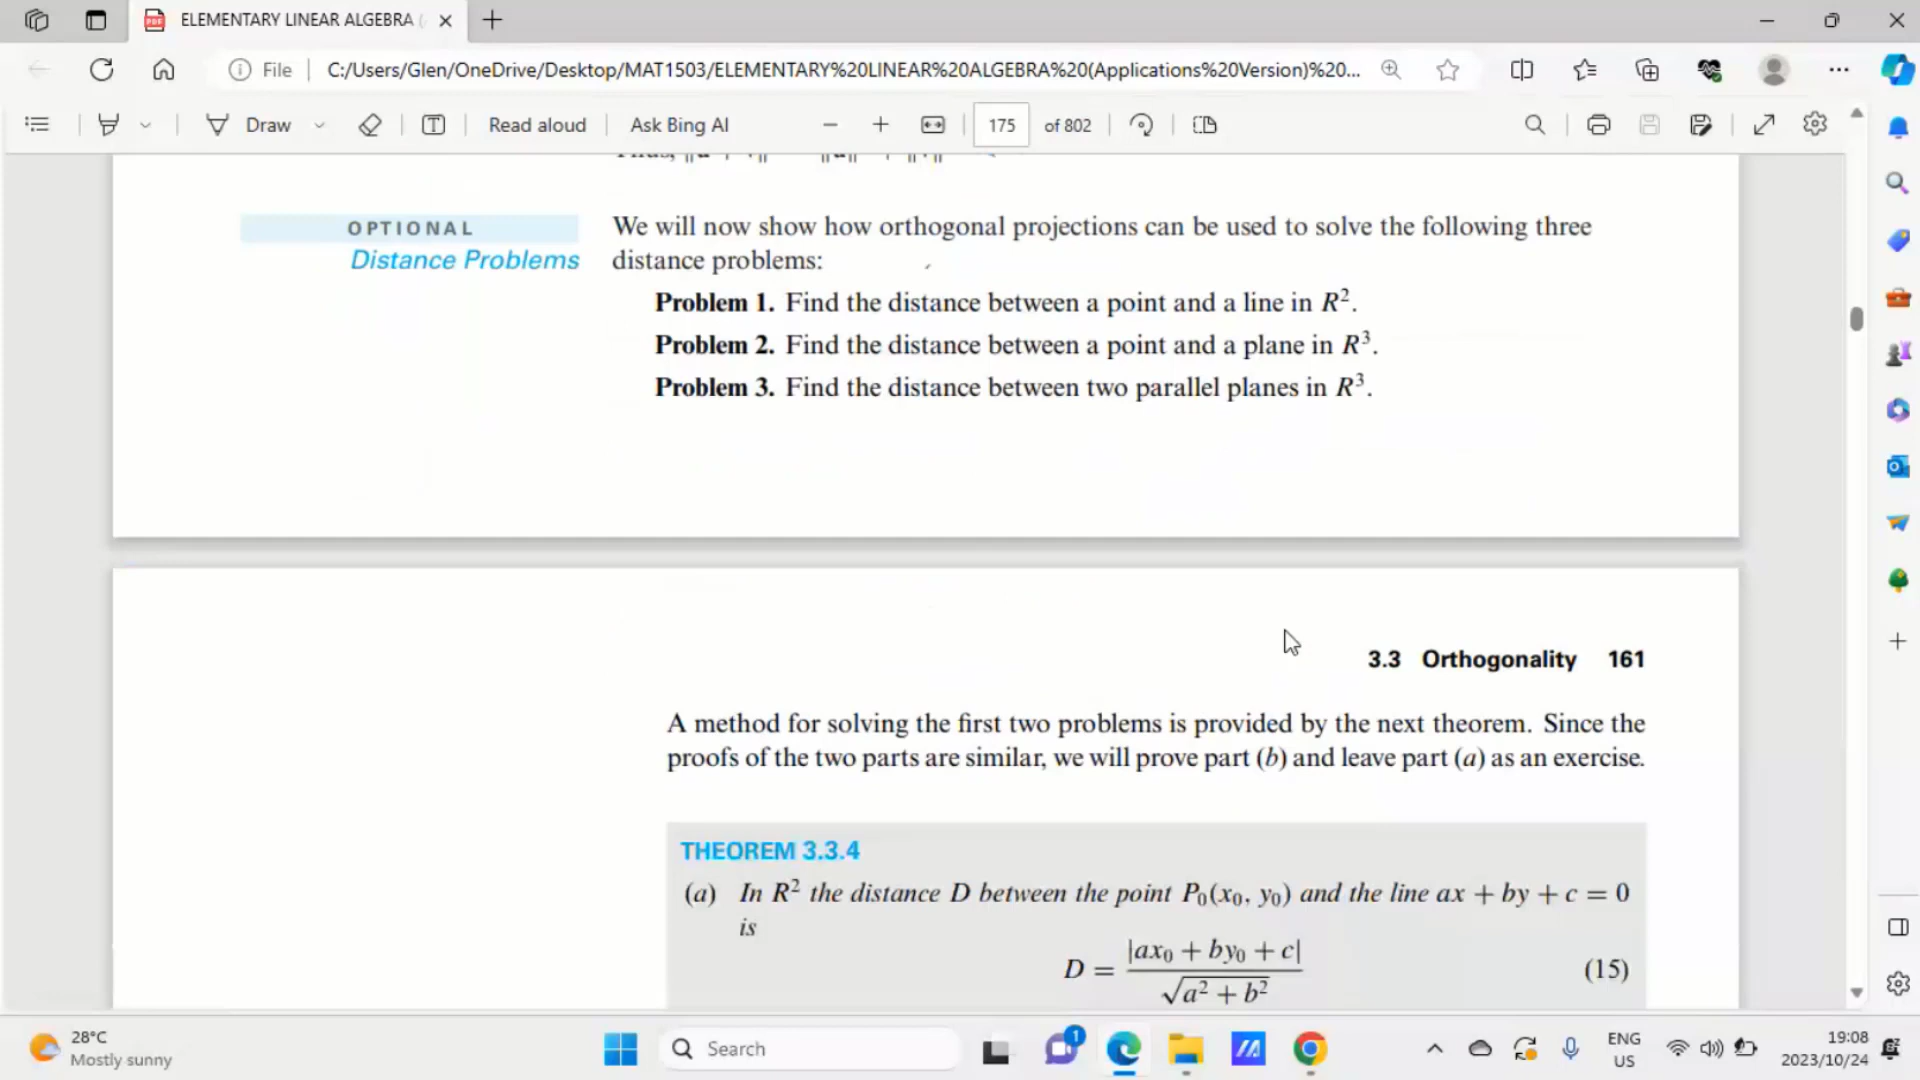 ELEMENTARY LINEAR ALGEBRA (
File C:/Users/Glen/OneDrive/Desktop/MAT1503/ELEMENTARY%20LINEAR%20ALGEBRA%20(Applications%20Version)%20...
Draw Read aloud Ask Bing AI 175 of 802
OPTIONAL
Distance Problems
We will now show how orthogonal projections can be used to solve the following three
distance problems:
Problem 1. Find the distance between a point and a line in R².
Problem 2. Find the distance between a point and a plane in R³.
Problem 3. Find the distance between two parallel planes in R³.
3.3 Orthogonality 161
A method for solving the first two problems is provided by the next theorem. Since the
proofs of the two parts are similar, we will prove part (b) and leave part (a) as an exercise.
THEOREM 3.3.4
(a) In R² the distance D between the point P₀(x₀, y₀) and the line ax + by + c = 0
is
D = |ax₀ + by₀ + c| / √a² + b² (15)
28°C
Mostly sunny
Search
1
ENG
US
19:08
2023/10/24